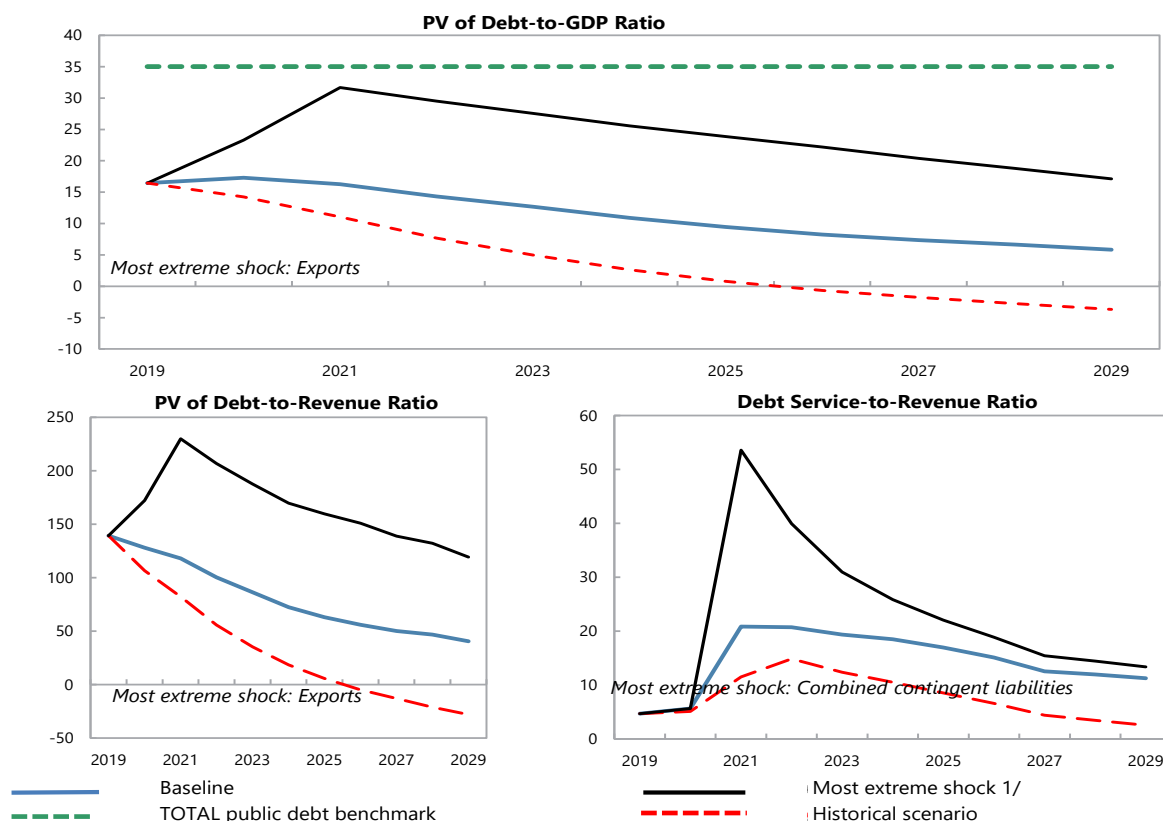 PV of Debt-to-GDP Ratio
40
35
30
25
20
15
10
5
0
-5
-10
Most extreme shock: Exports
2019 2021 2023 2025 2027 2029
PV of Debt-to-Revenue Ratio
250
200
150
100
50
0
-50
Most extreme shock: Exports
2019 2021 2023 2025 2027 2029
Debt Service-to-Revenue Ratio
60
50
40
30
20
10
0
Most extreme shock: Combined contingent liabilities
2019 2021 2023 2025 2027 2029
Baseline
Most extreme shock 1/
TOTAL public debt benchmark
Historical scenario